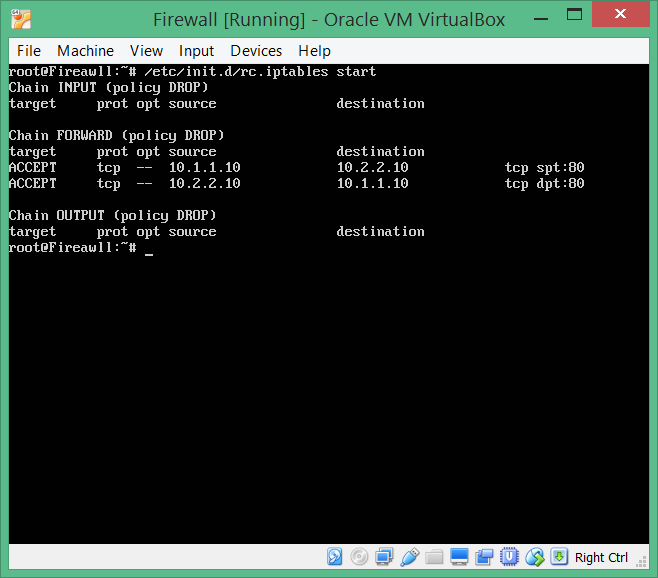 Firewall [Running] - Oracle VM VirtualBox
File Machine View Input Devices Help
root@Fireawll:~# /etc/init.d/rc.iptables start
Chain INPUT (policy DROP)
target prot opt source destination
Chain FORWARD (policy DROP)
target prot opt source destination
ACCEPT tcp -- 10.1.1.10 10.2.2.10 tcp spt:80
ACCEPT tcp -- 10.2.2.10 10.1.1.10 tcp dpt:80
Chain OUTPUT (policy DROP)
target prot opt source destination
root@Fireawll:~# _
Right Ctrl